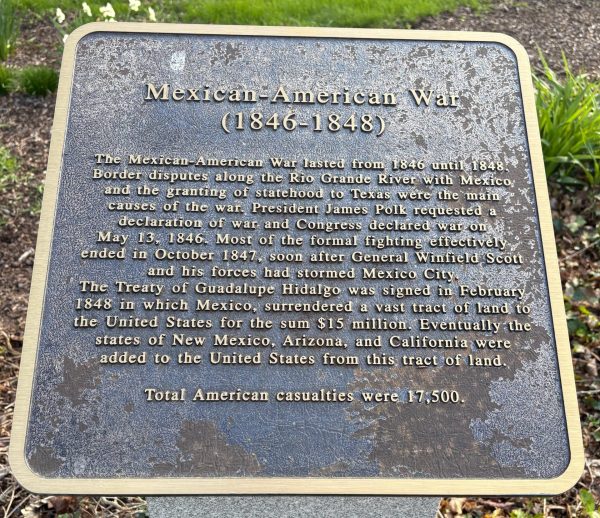 Mexican-American War
(1846-1848)
The Mexican-American War lasted from 1846 until 1848.
Border disputes along the Rio Grande River with Mexico
and the granting of statehood to Texas were the main
causes of the war. President James Polk requested a
declaration of war and Congress declared war on
May 13, 1846. Most of the formal fighting effectively
ended in October 1847, soon after General Winfield Scott
and his forces had stormed Mexico City.
The Treaty of Guadalupe Hidalgo was signed in February
1848 in which Mexico, surrendered a vast tract of land to
the United States for the sum $15 million. Eventually the
states of New Mexico, Arizona, and California were
added to the United States from this tract of land.
Total American casualties were 17,500.